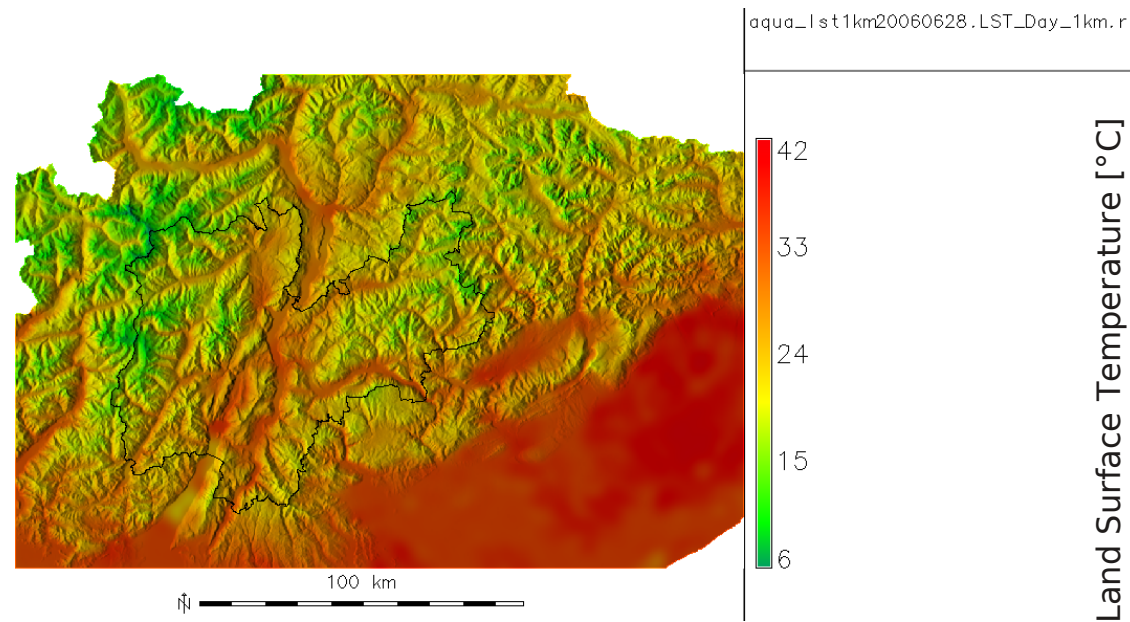 aqua_lst1km20060628.LST_Day_1km.r
42
33
24
15
6
Land Surface Temperature [°C]
100 km
N